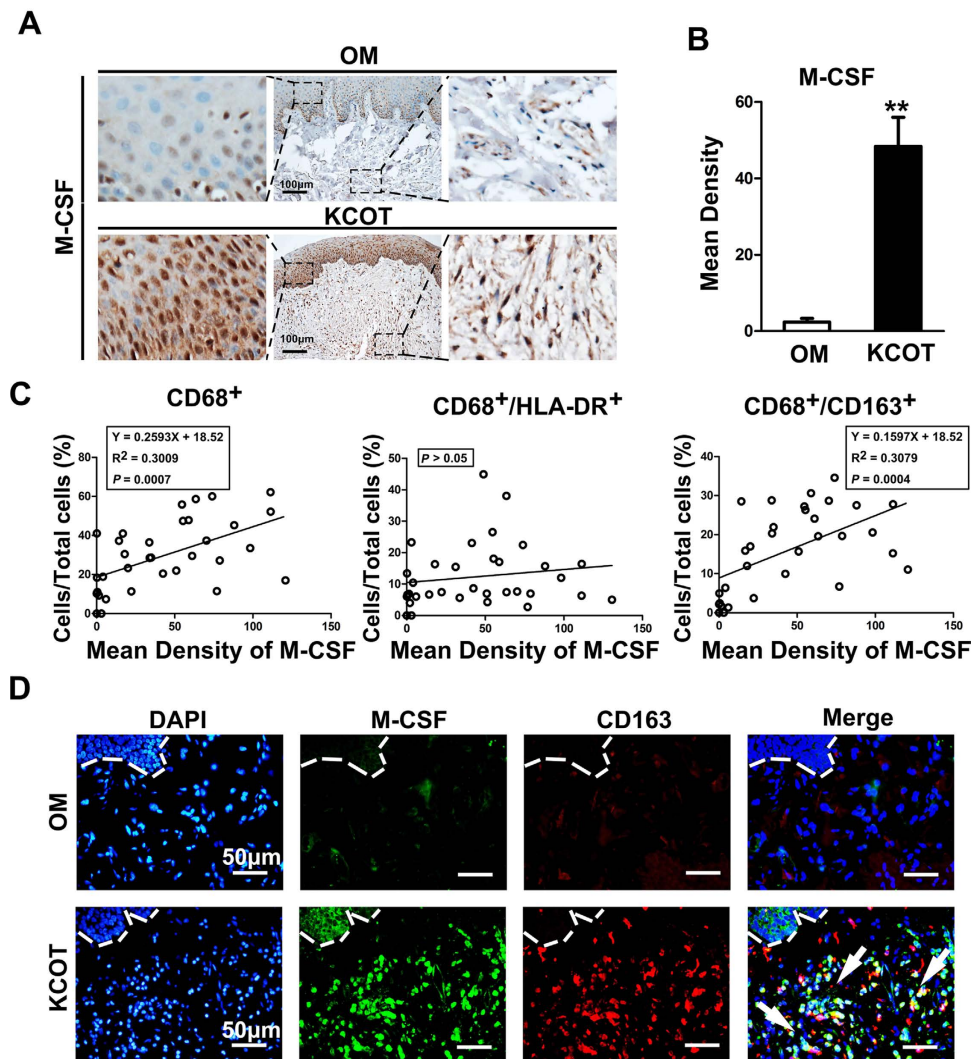 A
OM
M-CSF
100µm
KCOT
100µm
B
M-CSF
Mean Density
60
40
20
0
**
OM
KCOT
C
CD68+
Y = 0.2593X + 18.52
R2 = 0.3009
P = 0.0007
Cells/Total cells (%)
80
60
40
20
0
0
50
100
150
Mean Density of M-CSF
CD68+/HLA-DR+
P > 0.05
Cells/Total cells (%)
50
40
30
20
10
0
0
50
100
150
Mean Density of M-CSF
CD68+/CD163+
Y = 0.1597X + 18.52
R2 = 0.3079
P = 0.0004
Cells/Total cells (%)
40
30
20
10
0
0
50
100
150
Mean Density of M-CSF
D
DAPI
M-CSF
CD163
Merge
OM
50µm
KCOT
50µm